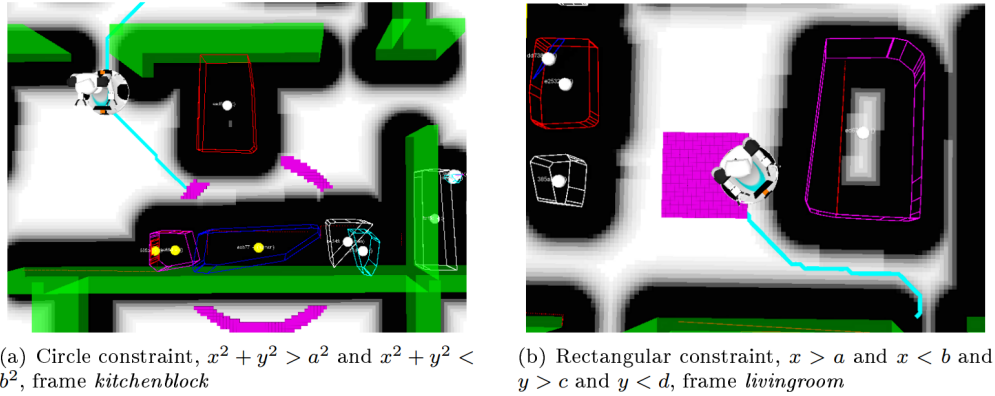 (a) Circle constraint, x² + y² > a² and x² + y² <
b², frame kitchenblock
(b) Rectangular constraint, x > a and x < b and
y > c and y < d, frame livingroom